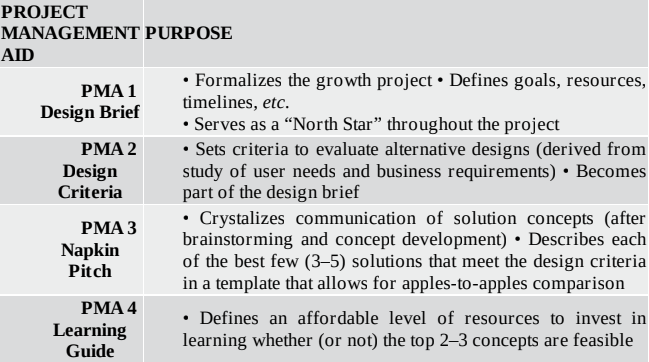 PROJECT
MANAGEMENT PURPOSE
AID
PMA 1
Design Brief
• Formalizes the growth project • Defines goals, resources,
timelines, etc.
• Serves as a “North Star” throughout the project
PMA 2
Design
Criteria
• Sets criteria to evaluate alternative designs (derived from
study of user needs and business requirements) • Becomes
part of the design brief
PMA 3
Napkin
Pitch
• Crystalizes communication of solution concepts (after
brainstorming and concept development) • Describes each
of the best few (3–5) solutions that meet the design criteria
in a template that allows for apples-to-apples comparison
PMA 4
Learning
Guide
• Defines an affordable level of resources to invest in
learning whether (or not) the top 2–3 concepts are feasible